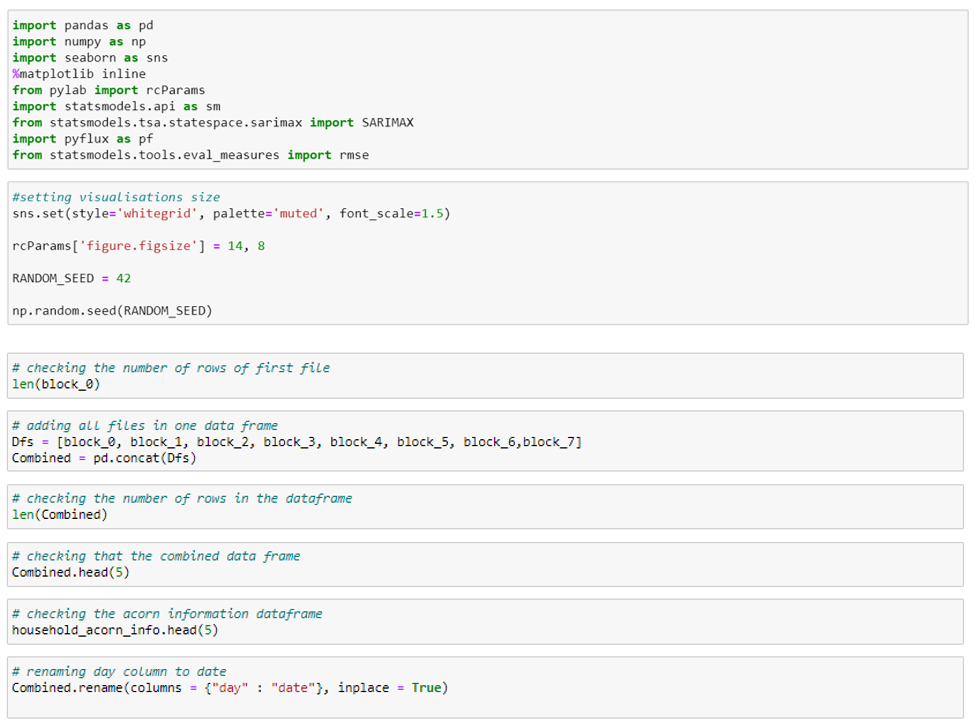 import pandas as pd
import numpy as np
import seaborn as sns
%matplotlib inline
from pylab import rcParams
import statsmodels.api as sm
from statsmodels.tsa.statespace.sarimax import SARIMAX
import pyflux as pf
from statsmodels.tools.eval_measures import rmse
#setting visualisations size
sns.set(style='whitegrid', palette='muted', font_scale=1.5)
rcParams['figure.figsize'] = 14, 8
RANDOM_SEED = 42
np.random.seed(RANDOM_SEED)
# checking the number of rows of first file
len(block_0)
# adding all files in one data frame
Dfs = [block_0, block_1, block_2, block_3, block_4, block_5, block_6,block_7]
Combined = pd.concat(Dfs)
# checking the number of rows in the dataframe
len(Combined)
# checking that the combined data frame
Combined.head(5)
# checking the acorn information dataframe
household_acorn_info.head(5)
# renaming day column to date
Combined.rename(columns = {"day" : "date"}, inplace = True)